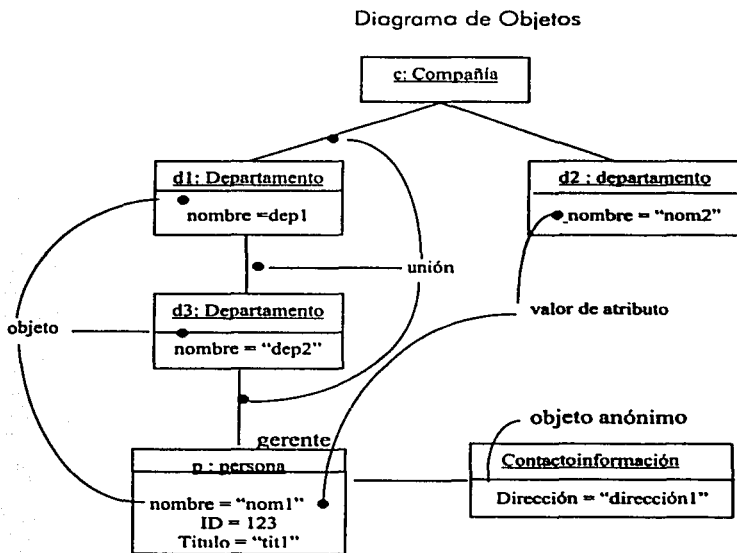 Diagrama de Objetos
c: Compañía
d1: Departamento
nombre =dep1
d2 : departamento
nombre = "nom2"
unión
valor de atributo
objeto
d3: Departamento
nombre = "dep2"
objeto anónimo
gerente
p : persona
nombre = "nom1"
ID = 123
Titulo = "tit1"
Contactoinformación
Dirección = "dirección1"